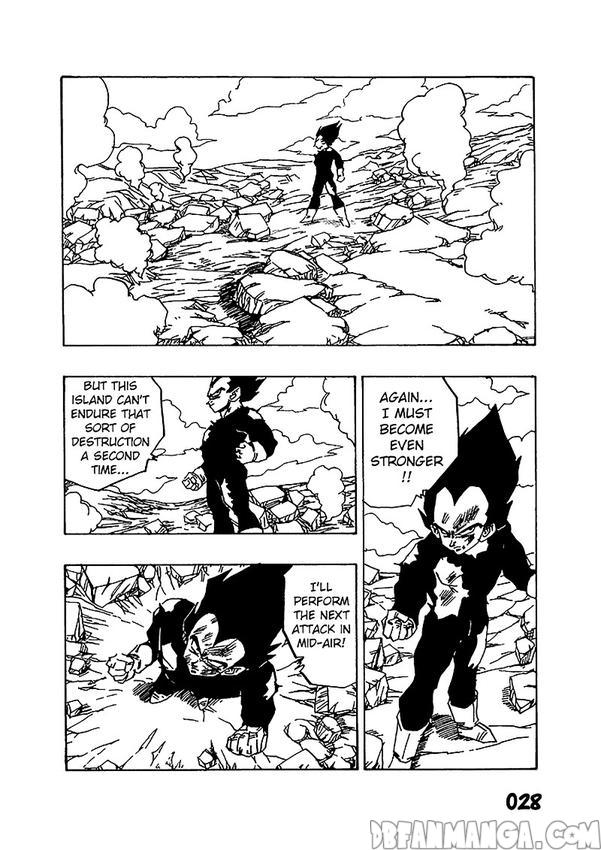 AGAIN...
I MUST
BECOME
EVEN
STRONGER
!!
BUT THIS
ISLAND CAN'T
ENDURE THAT
SORT OF
DESTRUCTION
A SECOND
TIME...
I'LL
PERFORM
THE NEXT
ATTACK IN
MID-AIR!
028
DBFANMANGA.COM